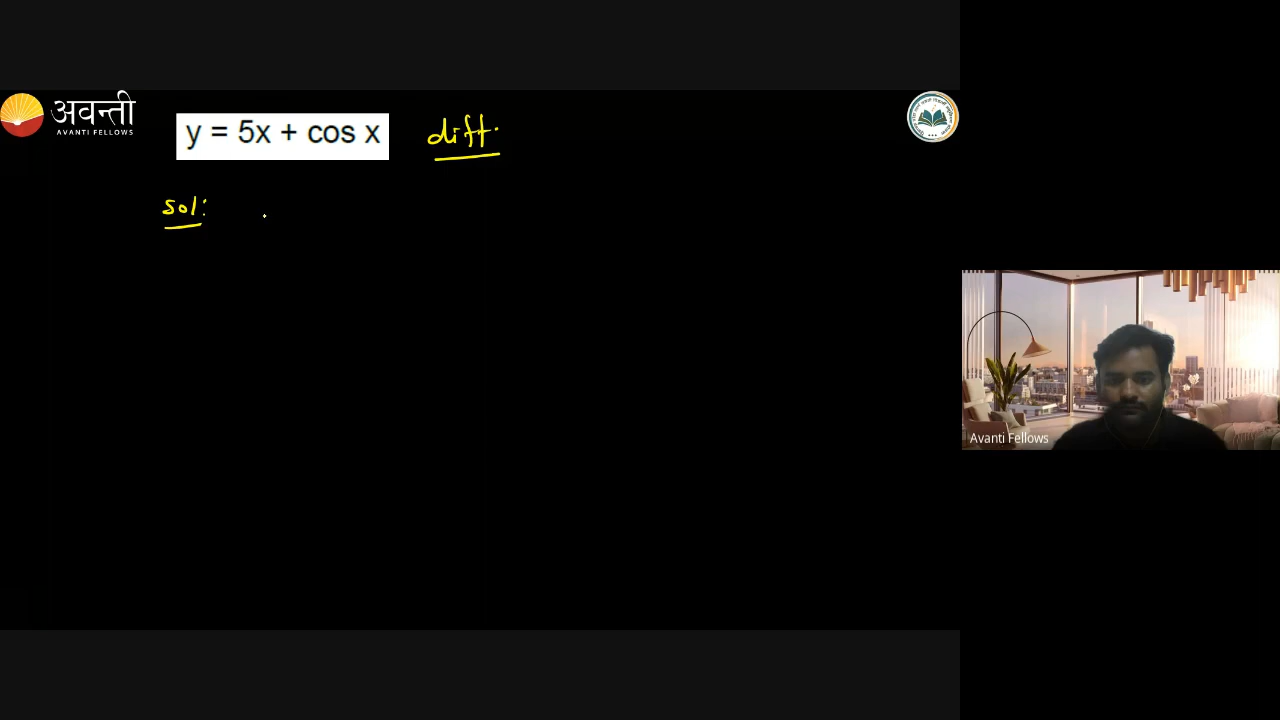 अवन्ती
AVANTI FELLOWS
y = 5x + cos x diff.
Sol:
Avanti Fellows